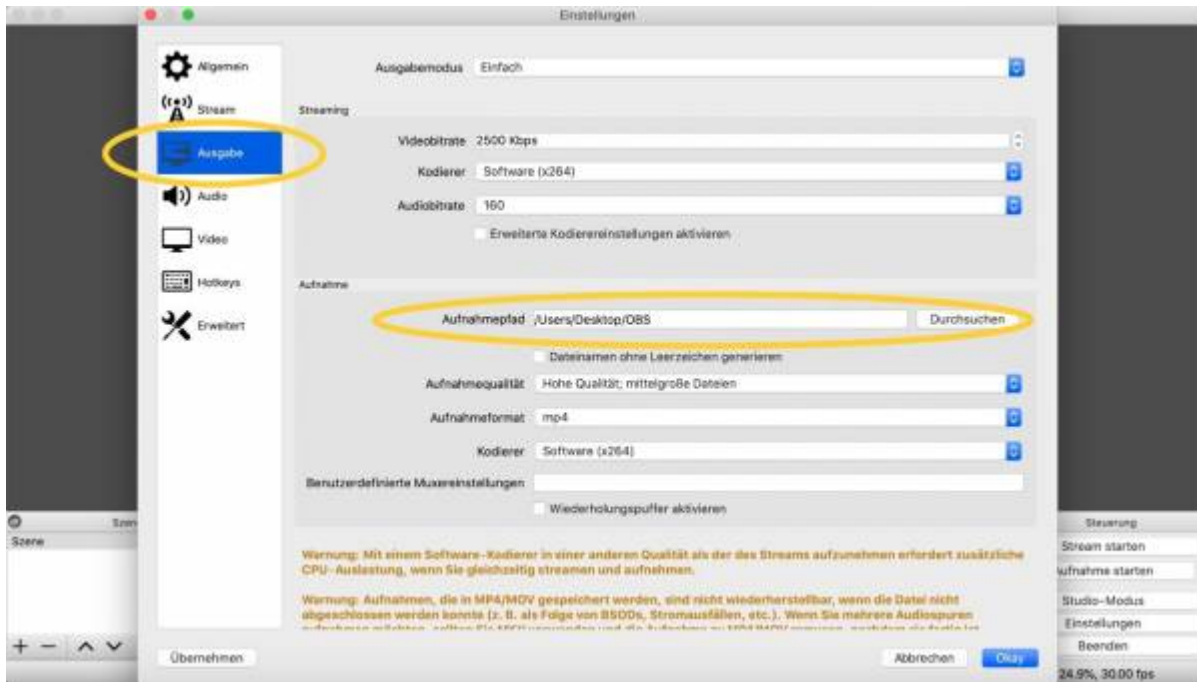 Einstellungen
Allgemein
Stream
Ausgabe
Audio
Video
Hotkeys
Erweitert
Ausgabemodus Einfach
Streaming
Videobitrate 2500 Kbps
Kodierer Software (x264)
Audiobitrate 160
Erweiterte Kodierereinstellungen aktivieren
Aufnahme
Aufnahmepfad /Users/Desktop/OBS Durchsuchen
Dateinamen ohne Leerzeichen generieren
Aufnahmequalität Hohe Qualität; mittelgroße Dateien
Aufnahmeformat mp4
Kodierer Software (x264)
Benutzerdefinierte Muxereinstellungen
Wiederholungspuffer aktivieren
Warnung: Mit einem Software-Kodierer in einer anderen Qualität als der des Streams aufzunehmen erfordert zusätzliche
CPU-Auslastung, wenn Sie gleichzeitig streamen und aufnehmen.
Warnung: Aufnahmen, die in MP4/MOV gespeichert werden, sind nicht wiederherstellbar, wenn die Datei nicht
abgeschlossen werden konnte (z. B. als Folge von BSODs, Stromausfällen, etc.). Wenn Sie mehrere Audiospuren
Übernehmen Abbrechen Okay
Szen
Szene
Steuerung
Stream starten
ufnahme starten
Studio-Modus
Einstellungen
Beenden
24.9%, 30.00 fps